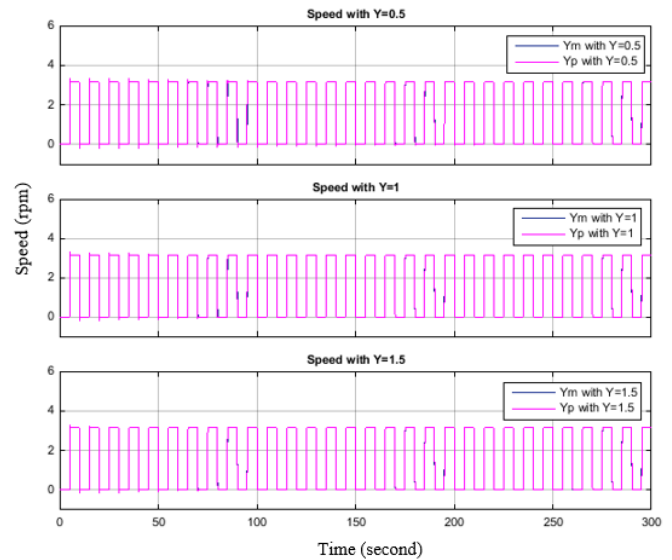 Speed with Y=0.5
6
4
2
0
Ym with Y=0.5
Yp with Y=0.5
Speed with Y=1
6
4
2
0
Ym with Y=1
Yp with Y=1
Speed (rpm)
Speed with Y=1.5
6
4
2
0
Ym with Y=1.5
Yp with Y=1.5
0 50 100 150 200 250 300
Time (second)